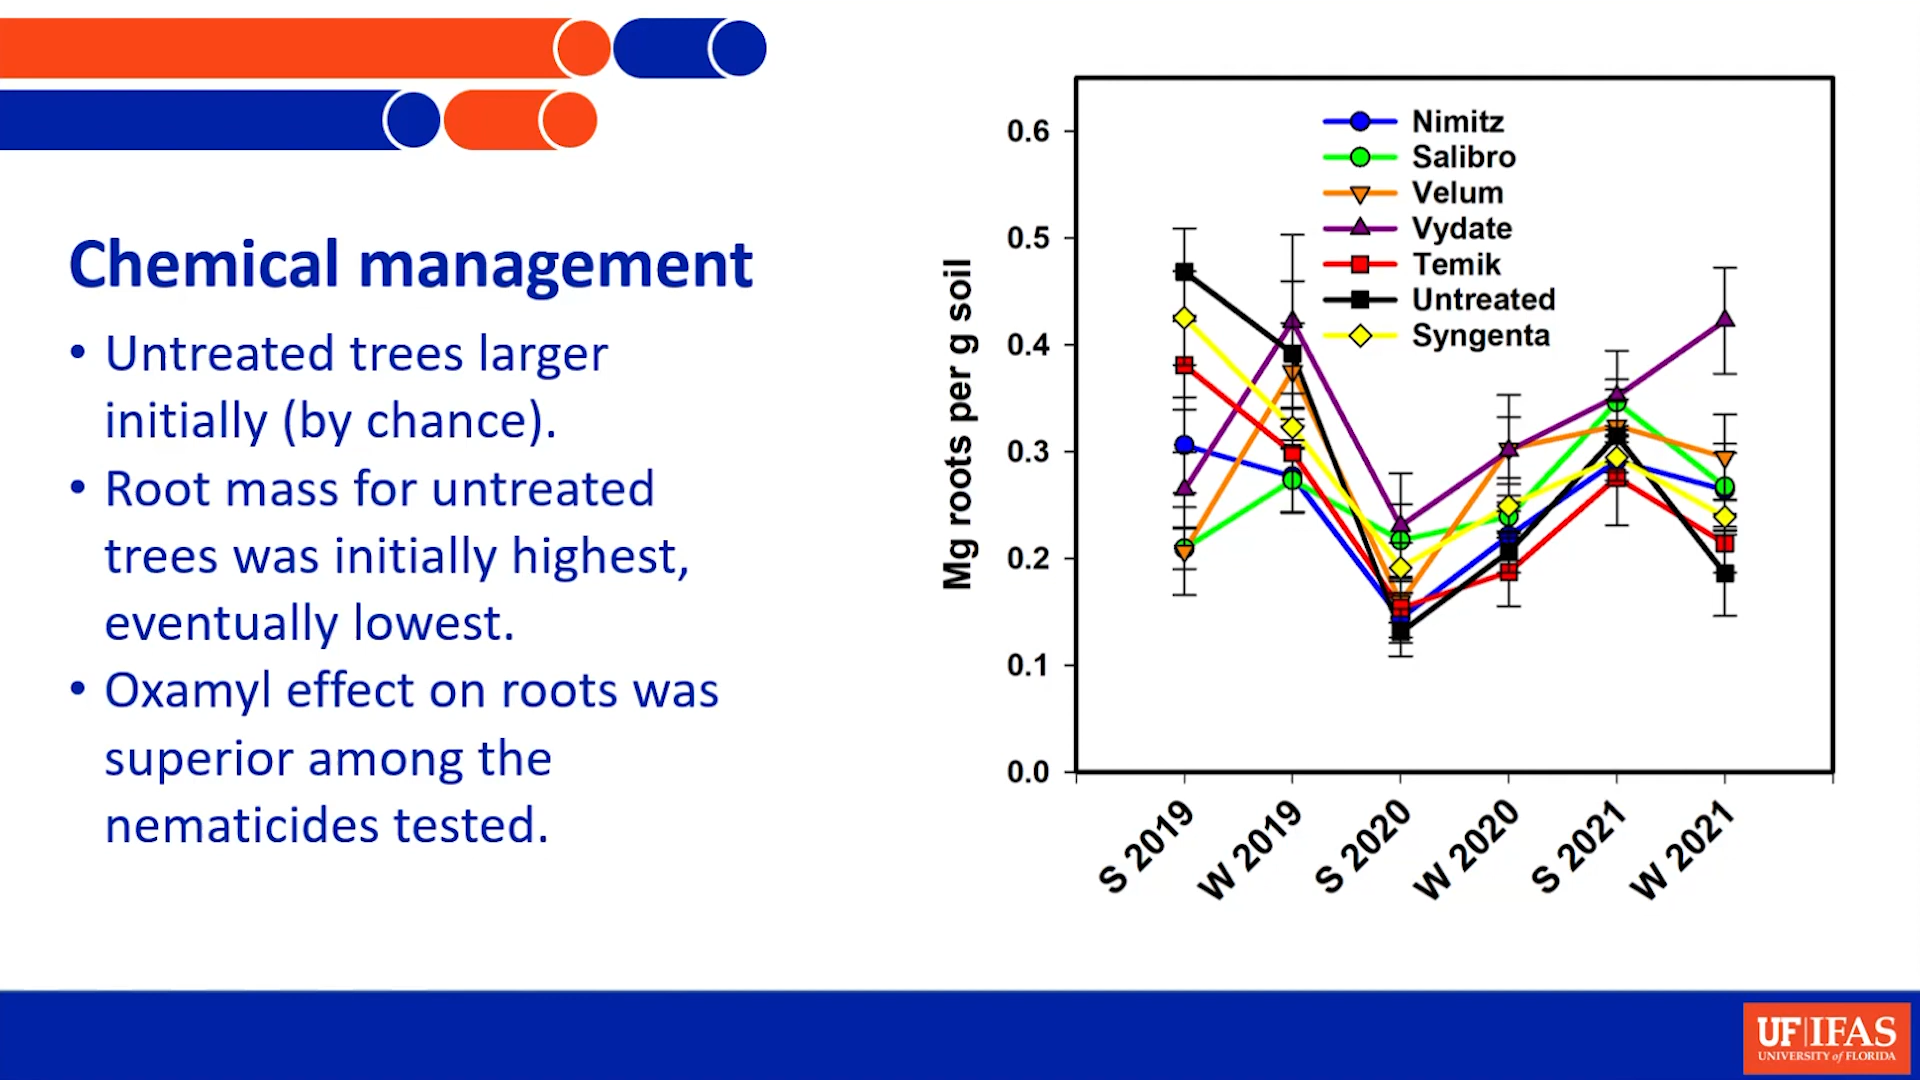 Chemical management
• Untreated trees larger
initially (by chance).
• Root mass for untreated
trees was initially highest,
eventually lowest.
• Oxamyl effect on roots was
superior among the
nematicides tested.
Mg roots per g soil
0.6
0.5
0.4
0.3
0.2
0.1
0.0
Nimitz
Salibro
Velum
Vydate
Temik
Untreated
Syngenta
S 2019
W 2019
S 2020
W 2020
S 2021
W 2021
UF|IFAS
UNIVERSITY of FLORIDA